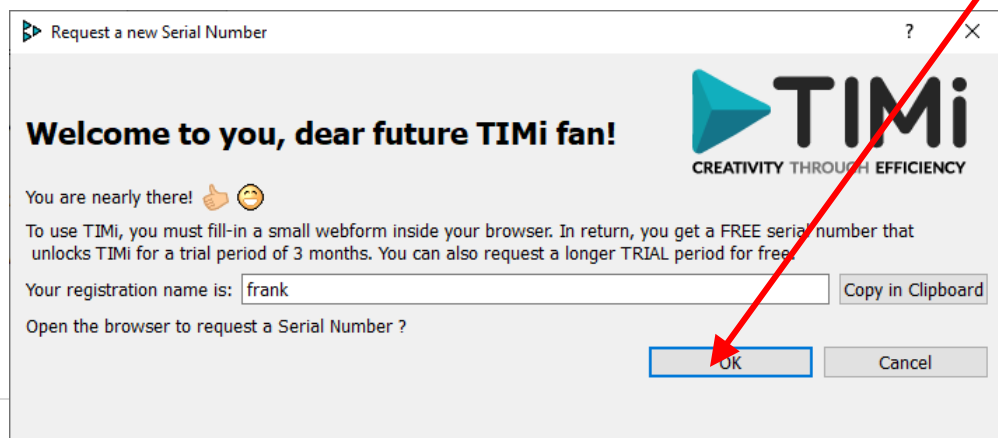 Request a new Serial Number
?
TIMi
CREATIVITY THROUGH EFFICIENCY
Welcome to you, dear future TIMi fan!
You are nearly there!
To use TIMi, you must fill-in a small webform inside your browser. In return, you get a FREE serial number that
unlocks TIMi for a trial period of 3 months. You can also request a longer TRIAL period for free.
Your registration name is: frank Copy in Clipboard
Open the browser to request a Serial Number ?
OK Cancel